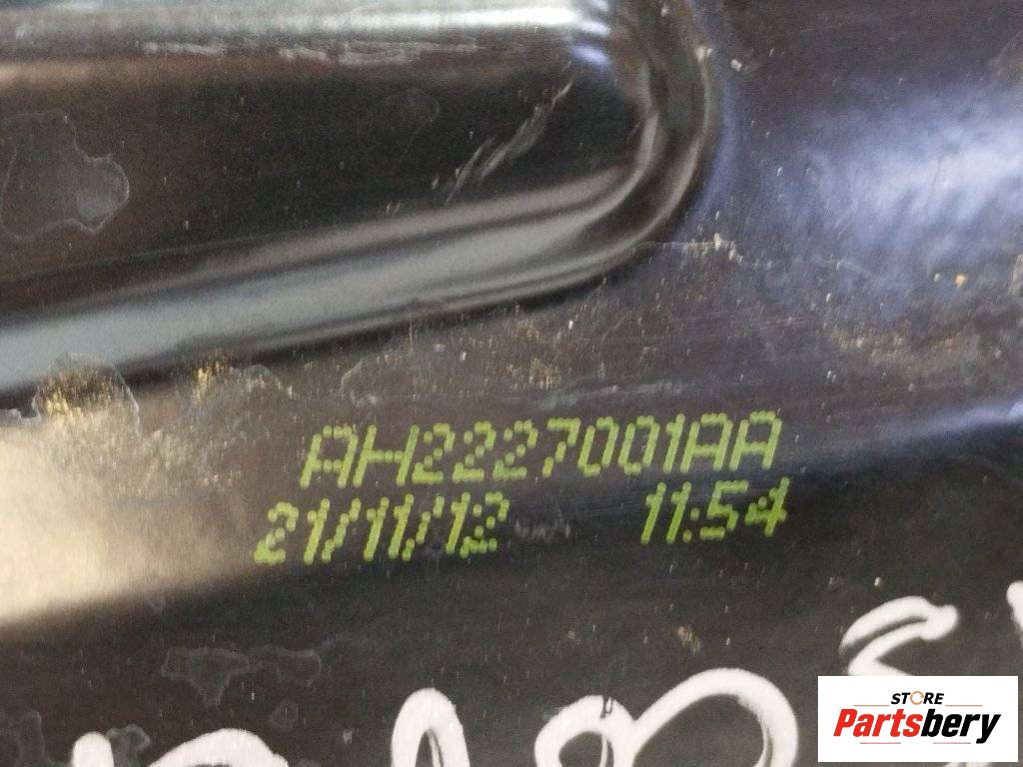 AH2227001AA
21/11/12 11:54
STORE
Partsbery